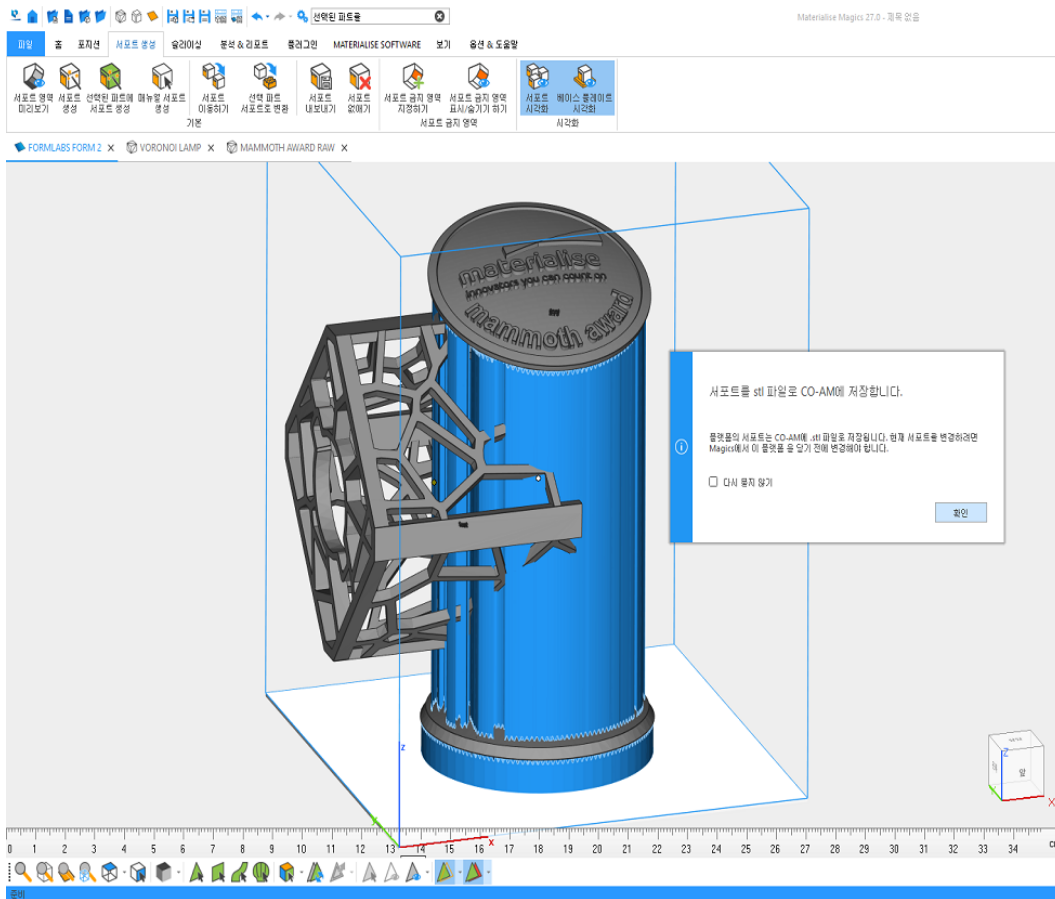 선택된 파트를
Materialise Magics 27.0 - 제목 없음
파일 홈 포지션 서포트 생성 슬라이싱 분석 & 리포트 플러그인 MATERIALISE SOFTWARE 보기 옵션 & 도움말
서포트 영역 서포트 선택된 파트에 매뉴얼 서포트 서포트 선택 파트 서포트 서포트 서포트 금지 영역 서포트 금지 영역 서포트 베이스 플레이트
미리보기 생성 서포트 생성 생성 이동하기 서포트로 변환 내보내기 없애기 지정하기 표시/숨기기 하기 시각화 시각화
기본 서포트 금지 영역 시각화
FORMLABS FORM 2 VORONOI LAMP MAMMOTH AWARD RAW
materialise
innovators you can count on
mammoth award
서포트를 stl 파일로 CO-AM에 저장합니다.
플랫폼의 서포트는 CO-AM에 .stl 파일로 저장됩니다. 현재 서포트를 변경하려면
Magics에서 이 플랫폼 을 닫기 전에 변경해야 합니다.
다시 묻지 않기
확인
z
Z
앞
X
x
0 1 2 3 4 5 6 7 8 9 10 11 12 13 14 15 16 17 18 19 20 21 22 23 24 25 26 27 28 29 30 31 32 33 34
준비